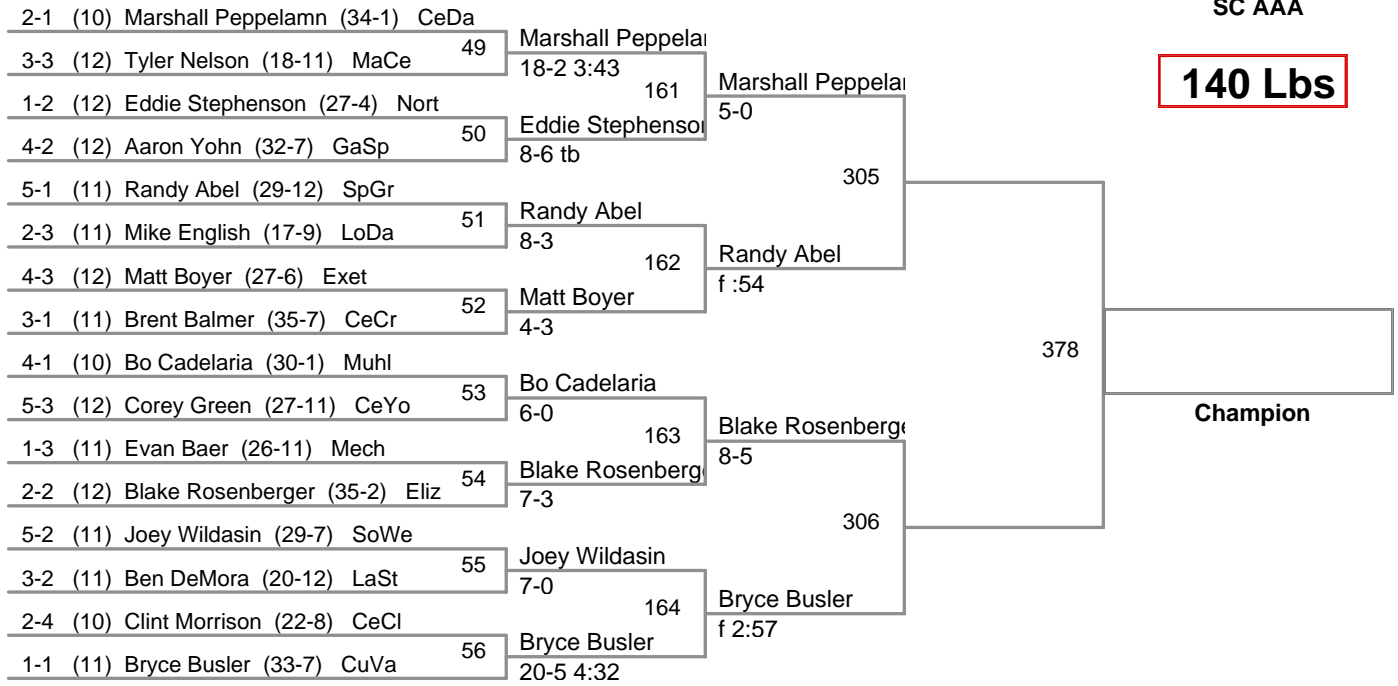 SC AAA
140 Lbs
2-1 (10) Marshall Peppelamn (34-1) CeDa
3-3 (12) Tyler Nelson (18-11) MaCe
1-2 (12) Eddie Stephenson (27-4) Nort
4-2 (12) Aaron Yohn (32-7) GaSp
5-1 (11) Randy Abel (29-12) SpGr
2-3 (11) Mike English (17-9) LoDa
4-3 (12) Matt Boyer (27-6) Exet
3-1 (11) Brent Balmer (35-7) CeCr
4-1 (10) Bo Cadelaria (30-1) Muhl
5-3 (12) Corey Green (27-11) CeYo
1-3 (11) Evan Baer (26-11) Mech
2-2 (12) Blake Rosenberger (35-2) Eliz
5-2 (11) Joey Wildasin (29-7) SoWe
3-2 (11) Ben DeMora (20-12) LaSt
2-4 (10) Clint Morrison (22-8) CeCl
1-1 (11) Bryce Busler (33-7) CuVa
49
50
51
52
53
54
55
56
Marshall Peppelar
18-2 3:43
Eddie Stephensor
8-6 tb
Randy Abel
8-3
Matt Boyer
4-3
Bo Cadelaria
6-0
Blake Rosenberge
7-3
Joey Wildasin
7-0
Bryce Busler
20-5 4:32
161
162
163
164
Marshall Peppelar
5-0
Randy Abel
f :54
Blake Rosenberge
8-5
Bryce Busler
f 2:57
305
306
378
Champion